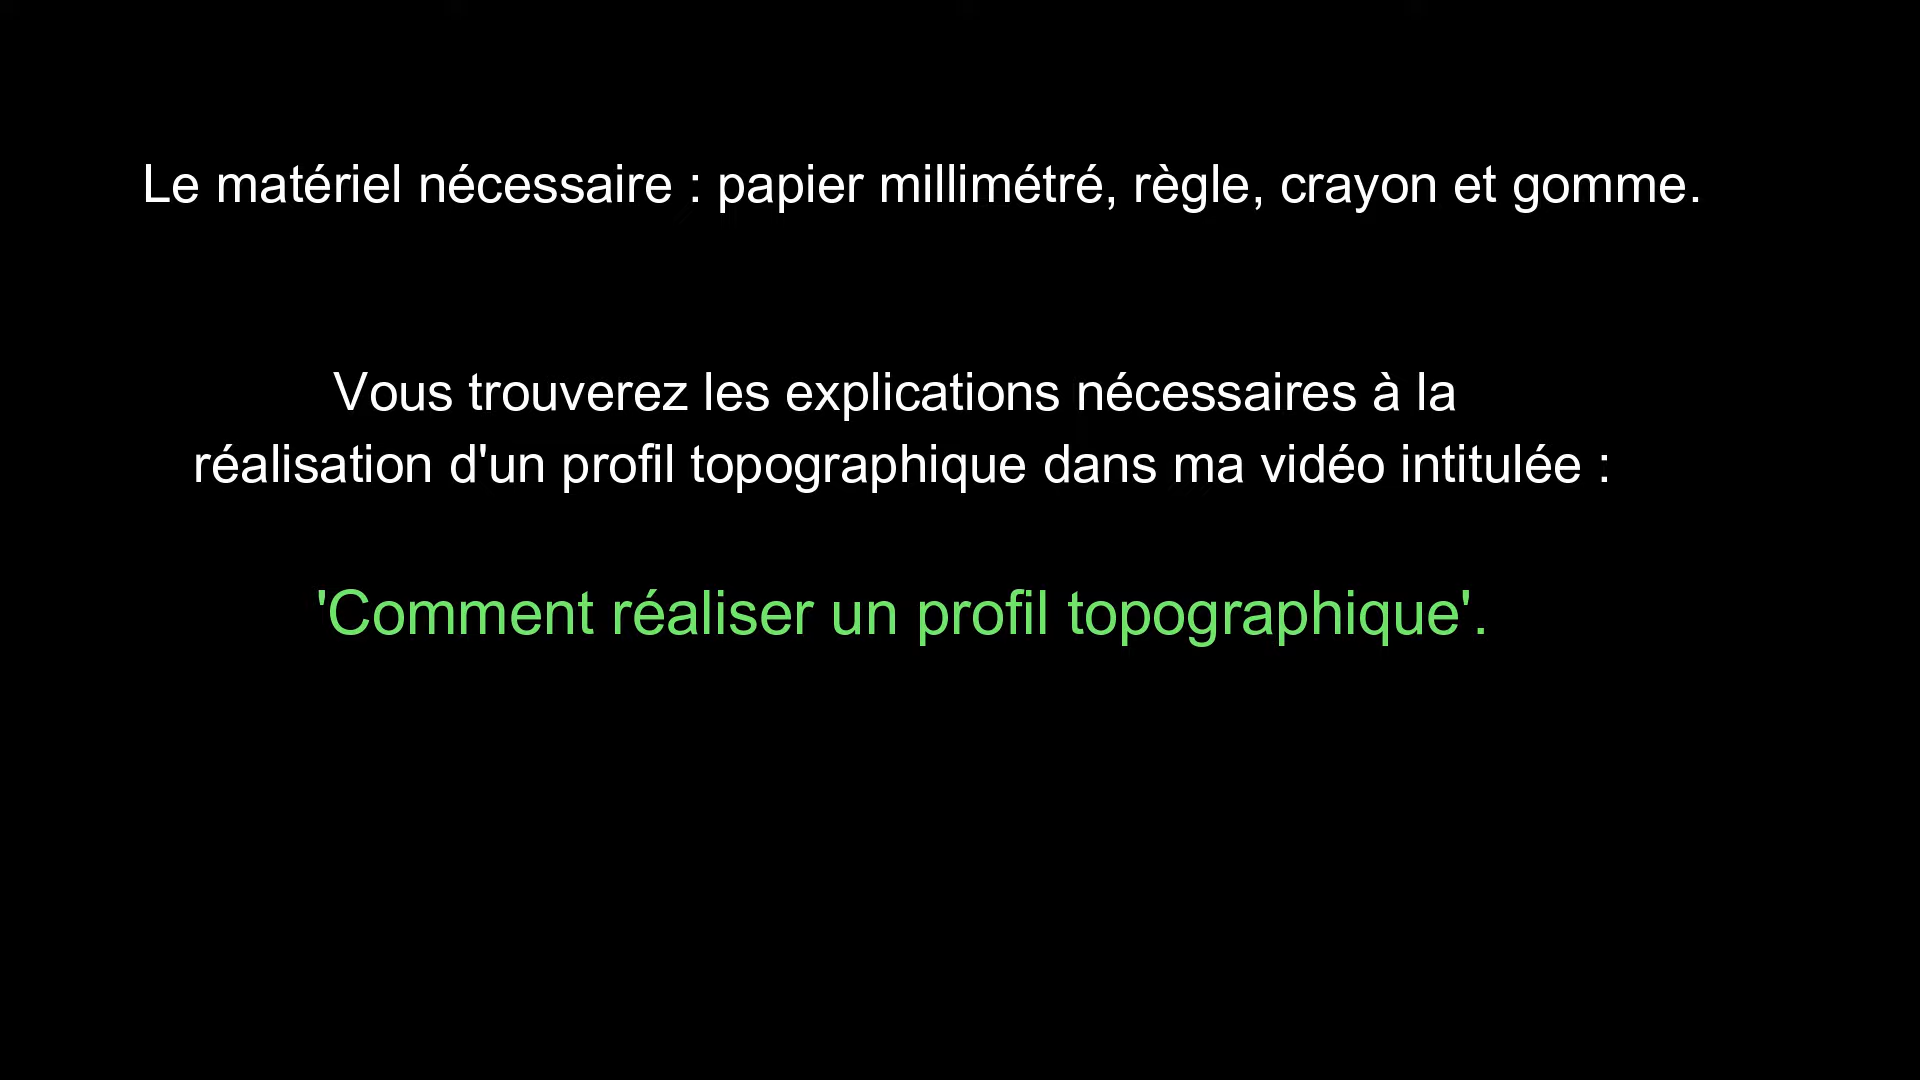 Le matériel nécessaire : papier millimétré, règle, crayon et gomme.
Vous trouverez les explications nécessaires à la
réalisation d'un profil topographique dans ma vidéo intitulée :
'Comment réaliser un profil topographique'.